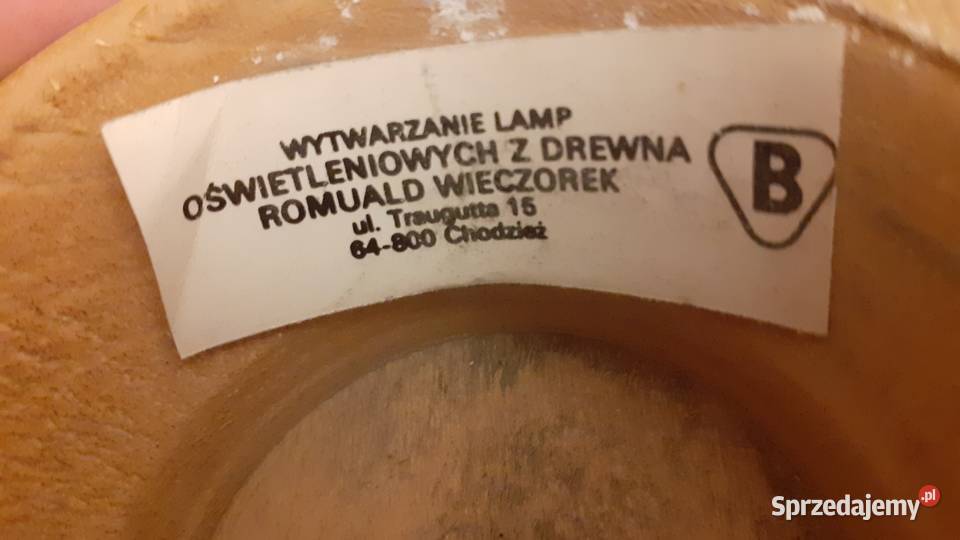 WYTWARZANIE LAMP
OŚWIETLENIOWYCH Z DREWNA
ROMUALD WIECZOREK
ul. Traugutta 15
64-800 Chodzież
B
Sprzedajemy.pl